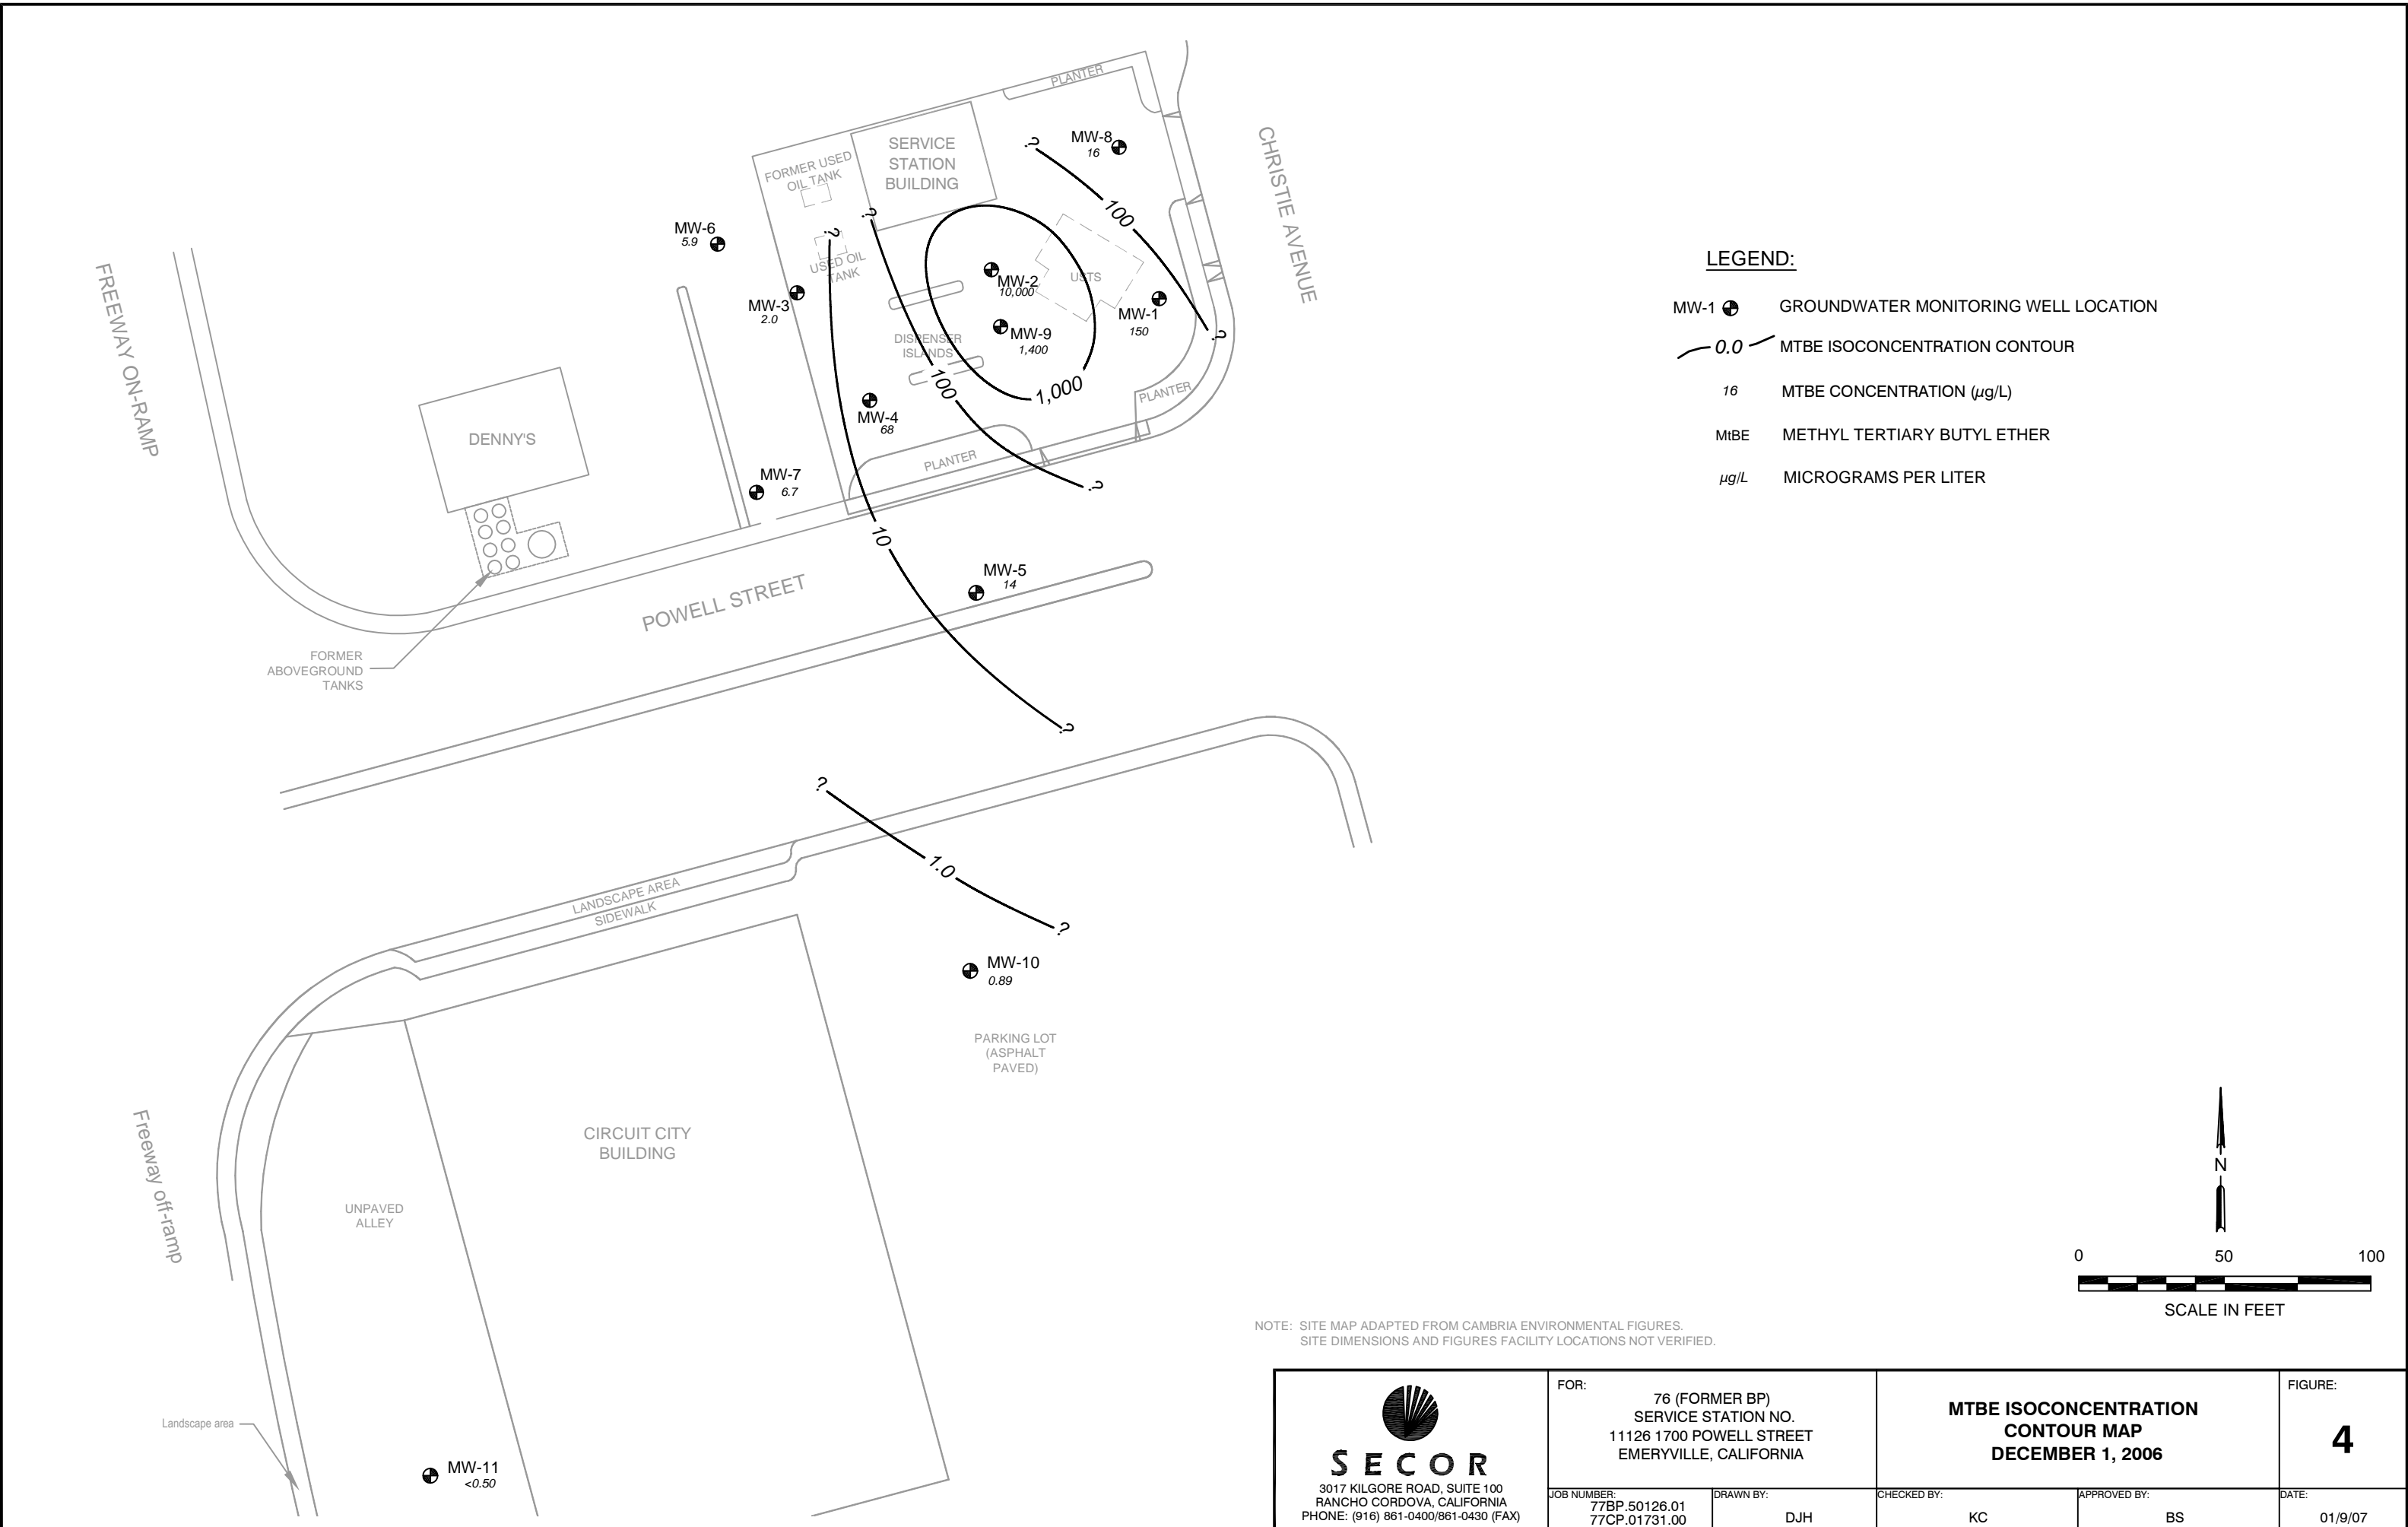 PLANTER
MW-8
16
SERVICE
STATION
BUILDING
FORMER USED
OIL TANK
CHRISTIE AVENUE
?
100
?
?
?
MW-6
5.9
USED OIL
TANK
MW-2
10,000
USTS
MW-3
2.0
MW-1
150
MW-9
1,400
DISPENSER
ISLANDS
?
100
1,000
PLANTER
MW-4
68
PLANTER
?
FREEWAY ON-RAMP
DENNY'S
MW-7
6.7
10
MW-5
14
POWELL STREET
FORMER
ABOVEGROUND
TANKS
?
?
1.0
?
LANDSCAPE AREA
SIDEWALK
MW-10
0.89
PARKING LOT
(ASPHALT
PAVED)
CIRCUIT CITY
BUILDING
Freeway off-ramp
UNPAVED
ALLEY
Landscape area
MW-11
<0.50
LEGEND:
MW-1 GROUNDWATER MONITORING WELL LOCATION
0.0 MTBE ISOCONCENTRATION CONTOUR
16 MTBE CONCENTRATION (µg/L)
MtBE METHYL TERTIARY BUTYL ETHER
µg/L MICROGRAMS PER LITER
N
0 50 100
SCALE IN FEET
NOTE: SITE MAP ADAPTED FROM CAMBRIA ENVIRONMENTAL FIGURES.
SITE DIMENSIONS AND FIGURES FACILITY LOCATIONS NOT VERIFIED.
SECOR
3017 KILGORE ROAD, SUITE 100
RANCHO CORDOVA, CALIFORNIA
PHONE: (916) 861-0400/861-0430 (FAX)
FOR:
76 (FORMER BP)
SERVICE STATION NO.
11126 1700 POWELL STREET
EMERYVILLE, CALIFORNIA
MTBE ISOCONCENTRATION
CONTOUR MAP
DECEMBER 1, 2006
FIGURE:
4
JOB NUMBER:
77BP.50126.01
77CP.01731.00
DRAWN BY:
DJH
CHECKED BY:
KC
APPROVED BY:
BS
DATE:
01/9/07